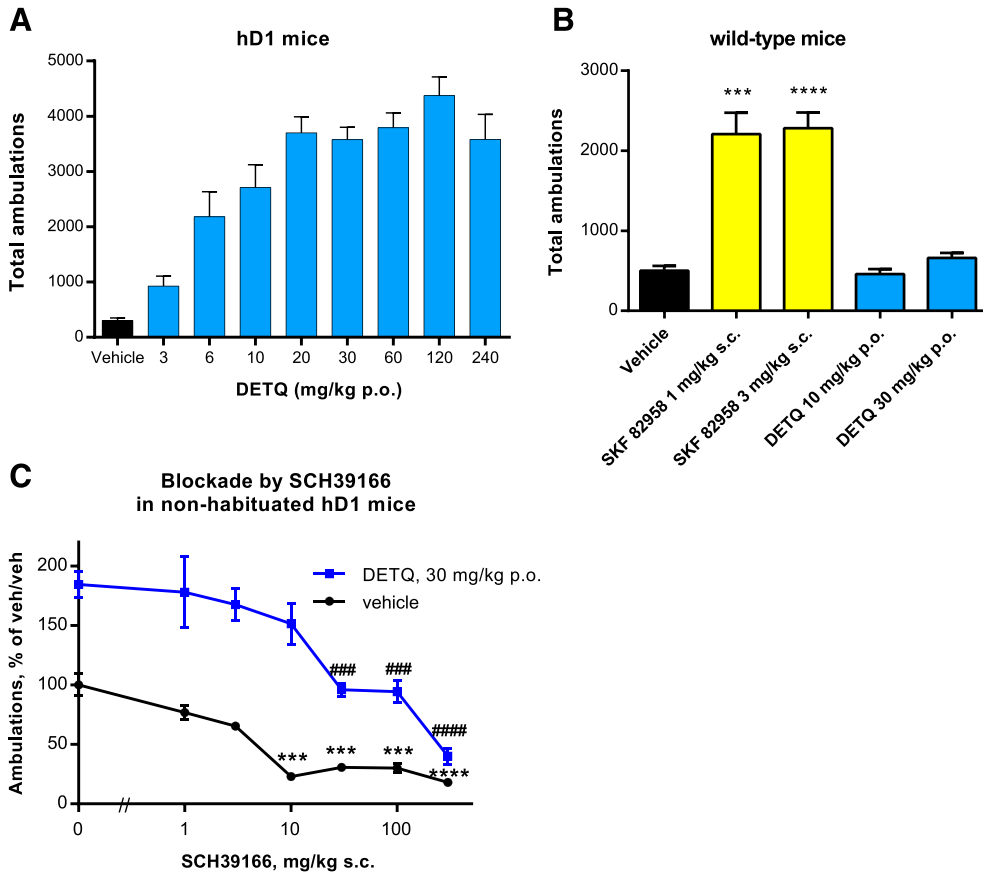 A
hD1 mice
Total ambulations
5000
4000
3000
2000
1000
0
Vehicle 3 6 10 20 30 60 120 240
DETQ (mg/kg p.o.)
B
wild-type mice
Total ambulations
3000
2000
1000
0
*** ****
Vehicle
SKF 82958 1 mg/kg s.c.
SKF 82958 3 mg/kg s.c.
DETQ 10 mg/kg p.o.
DETQ 30 mg/kg p.o.
C
Blockade by SCH39166
in non-habituated hD1 mice
Ambulations, % of veh/veh
200
150
100
50
0
DETQ, 30 mg/kg p.o.
vehicle
### ###
####
*** *** ***
****
0 // 1 10 100
SCH39166, mg/kg s.c.